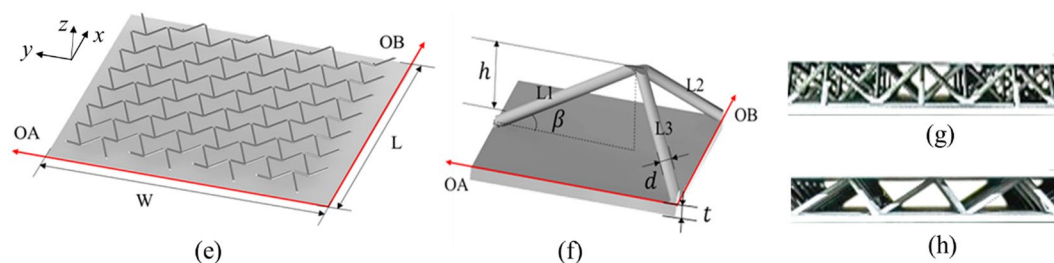 z
y
x
OB
OA
L
W
(e)
h
L1
L2
β
L3
OB
OA
d
t
(f)
(g)
(h)